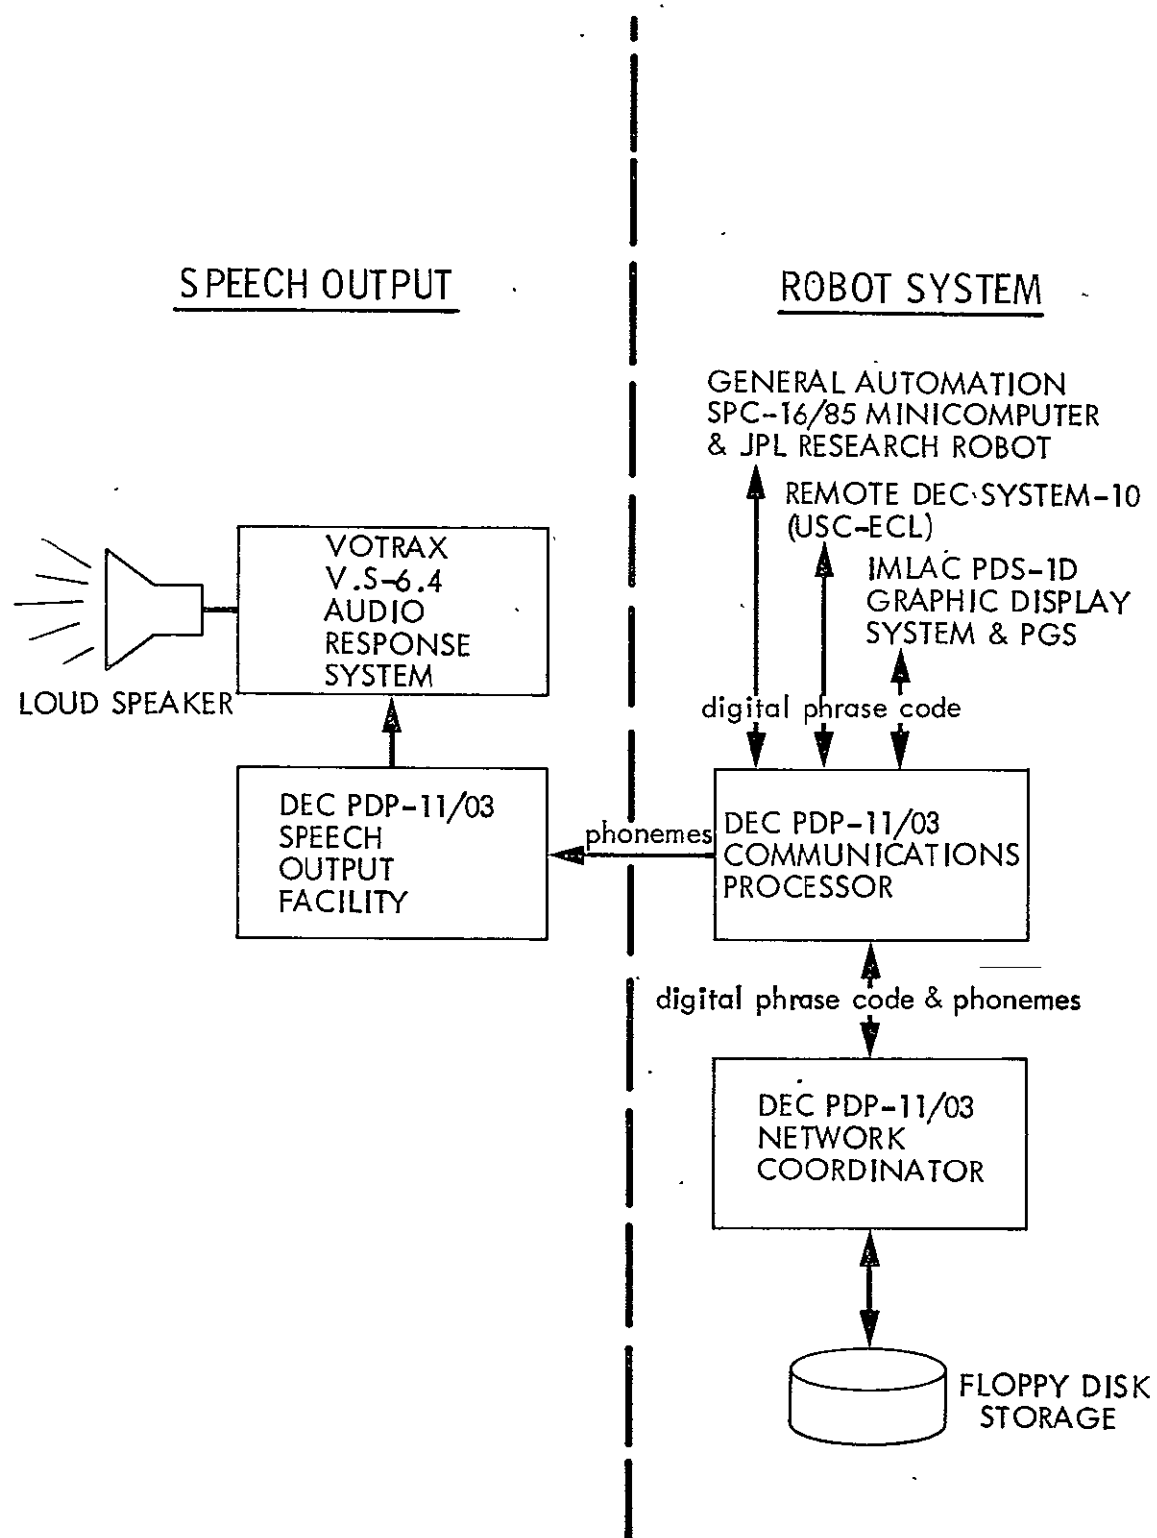 SPEECH OUTPUT
ROBOT SYSTEM
GENERAL AUTOMATION
SPC-16/85 MINICOMPUTER
& JPL RESEARCH ROBOT
REMOTE DEC SYSTEM-10
(USC-ECL)
IMLAC PDS-1D
GRAPHIC DISPLAY
SYSTEM & PGS
VOTRAX
V.S-6.4
AUDIO
RESPONSE
SYSTEM
LOUD SPEAKER
digital phrase code
DEC PDP-11/03
SPEECH
OUTPUT
FACILITY
phonemes
DEC PDP-11/03
COMMUNICATIONS
PROCESSOR
digital phrase code & phonemes
DEC PDP-11/03
NETWORK
COORDINATOR
FLOPPY DISK
STORAGE